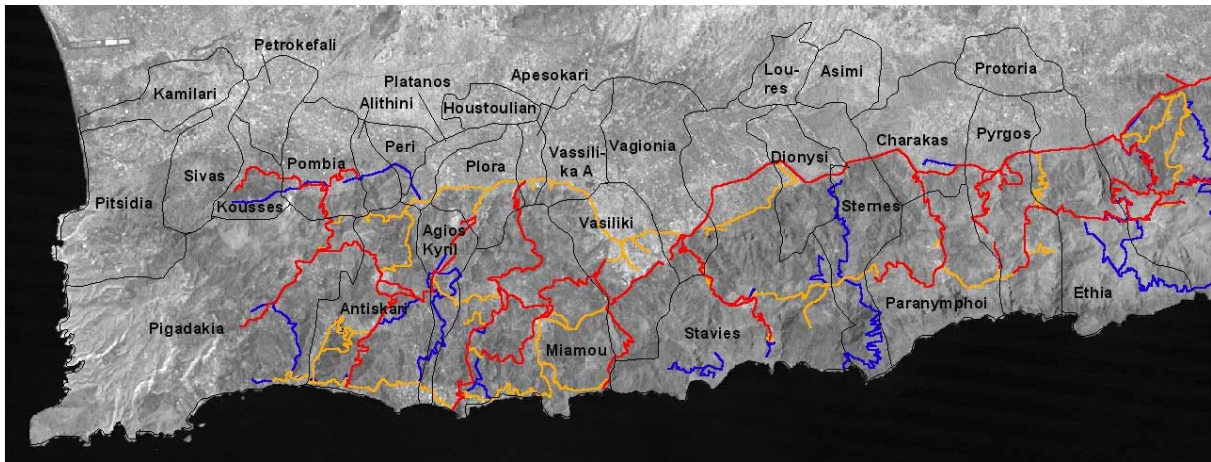 Petrokefali
Kamilari
Platanos
Alithini
Apesokari
Houstoulian
Lou-
res
Asimi
Protoria
Peri
Plora
Vassili-
ka A
Vagionia
Charakas
Pyrgos
Dionysi
Sivas
Pombia
Pitsidia
Kousses
Agios
Kyril
Vasiliki
Sternes
Pigadakia
Antiskari
Miamou
Stavies
Paranymphoi
Ethia